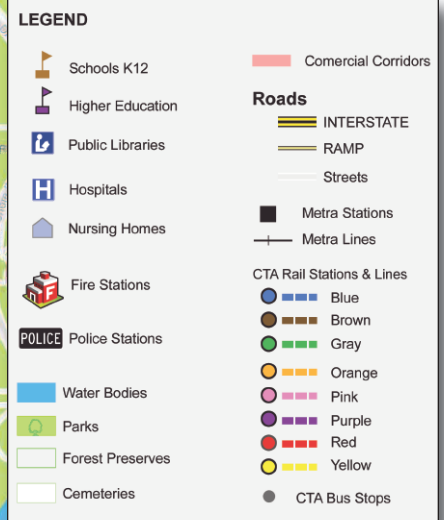 LEGEND
Schools K12
Higher Education
Public Libraries
H Hospitals
Nursing Homes
F Fire Stations
POLICE Police Stations
Water Bodies
Parks
Forest Preserves
Cemeteries
Comercial Corridors
Roads
INTERSTATE
RAMP
Streets
Metra Stations
Metra Lines
CTA Rail Stations & Lines
Blue
Brown
Gray
Orange
Pink
Purple
Red
Yellow
CTA Bus Stops